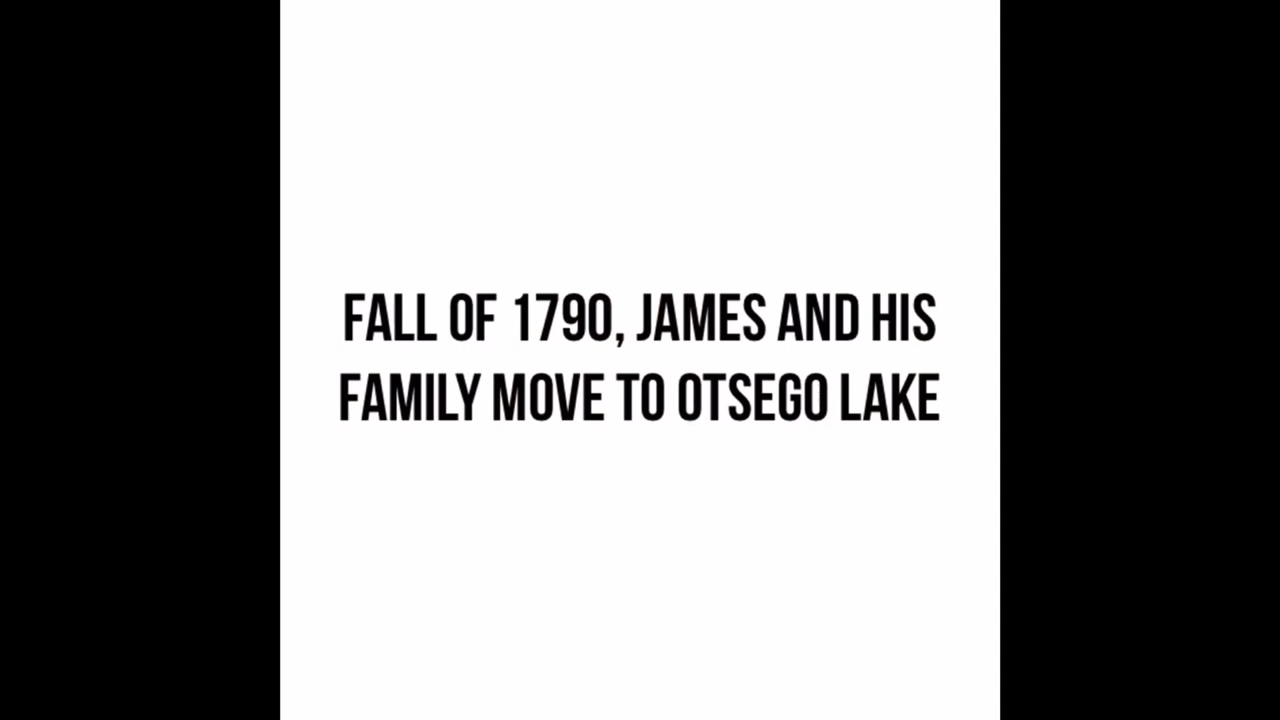 FALL OF 1790, JAMES AND HIS
FAMILY MOVE TO OTSEGO LAKE